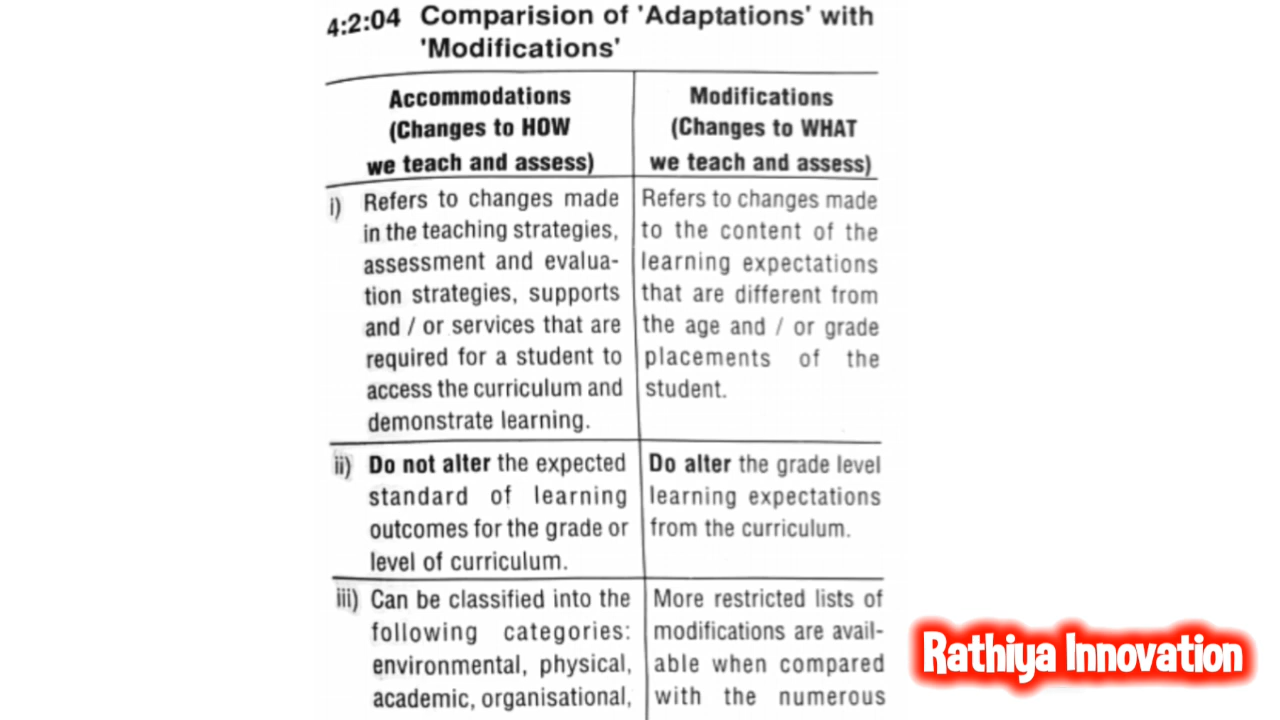 4:2:04 Comparision of 'Adaptations' with
'Modifications'
Accommodations
(Changes to HOW
we teach and assess)
Modifications
(Changes to WHAT
we teach and assess)
i) Refers to changes made
in the teaching strategies,
assessment and evalua-
tion strategies, supports
and / or services that are
required for a student to
access the curriculum and
demonstrate learning.
Refers to changes made
to the content of the
learning expectations
that are different from
the age and / or grade
placements of the
student.
ii) Do not alter the expected
standard of learning
outcomes for the grade or
level of curriculum.
Do alter the grade level
learning expectations
from the curriculum.
iii) Can be classified into the
following categories:
environmental, physical,
academic, organisational,
More restricted lists of
modifications are avail-
able when compared
with the numerous
Rathiya Innovation